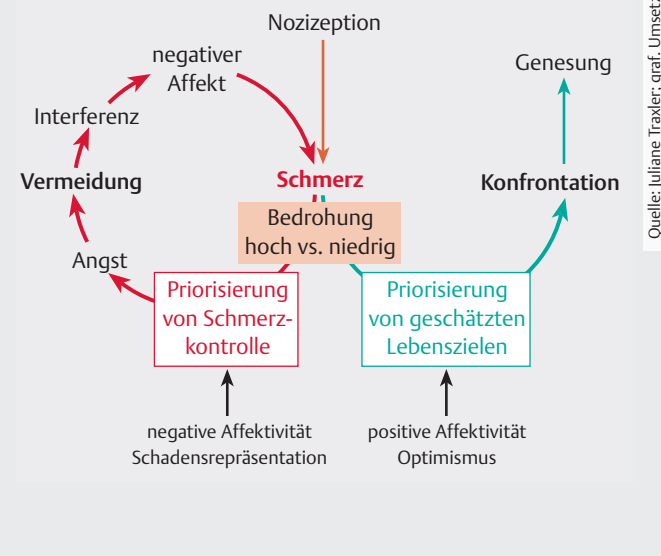 Nozizeption
negativer
Affekt
Genesung
Interferenz
Vermeidung
Schmerz
Konfrontation
Bedrohung
hoch vs. niedrig
Angst
Priorisierung
von Schmerz-
kontrolle
Priorisierung
von geschätzten
Lebenszielen
negative Affektivität
Schadensrepräsentation
positive Affektivität
Optimismus
Quelle: Juliane Traxler; graf. Umsetz